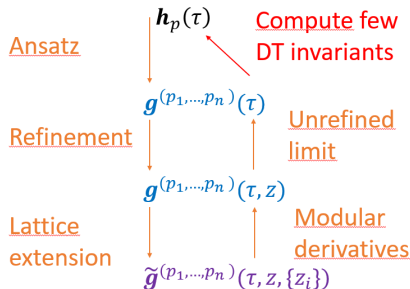 h_p(τ)
Compute few
DT invariants
Ansatz
g^(p_1,…,p_n)(τ)
Refinement
Unrefined
limit
g^(p_1,…,p_n)(τ, z)
Lattice
extension
Modular
derivatives
g̃^(p_1,…,p_n)(τ, z, {z_i})